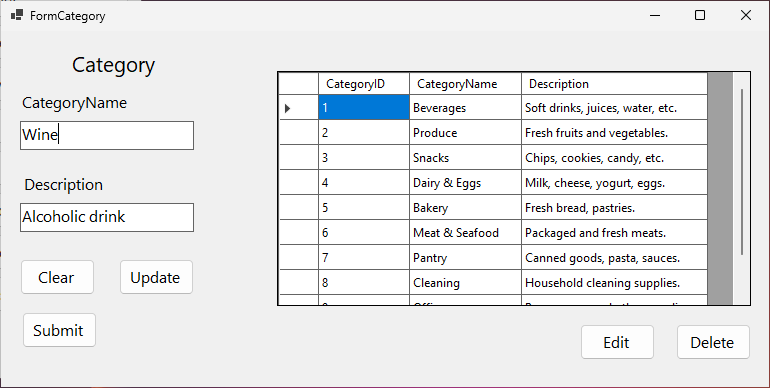 FormCategory
Category
CategoryName
Wine
Description
Alcoholic drink
Clear Update
Submit
CategoryID CategoryName Description
1 Beverages Soft drinks, juices, water, etc.
2 Produce Fresh fruits and vegetables.
3 Snacks Chips, cookies, candy, etc.
4 Dairy & Eggs Milk, cheese, yogurt, eggs.
5 Bakery Fresh bread, pastries.
6 Meat & Seafood Packaged and fresh meats.
7 Pantry Canned goods, pasta, sauces.
8 Cleaning Household cleaning supplies.
Edit Delete